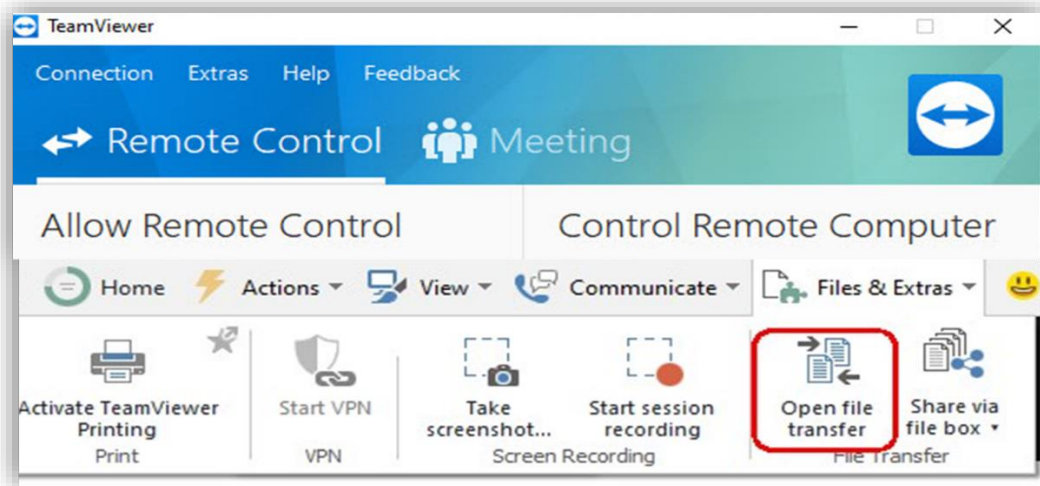 TeamViewer
Connection Extras Help Feedback
Remote Control Meeting
Allow Remote Control Control Remote Computer
Home Actions View Communicate Files & Extras
Activate TeamViewer Start VPN Take Start session Open file Share via
Printing screenshot... recording transfer file box
Print VPN Screen Recording File Transfer